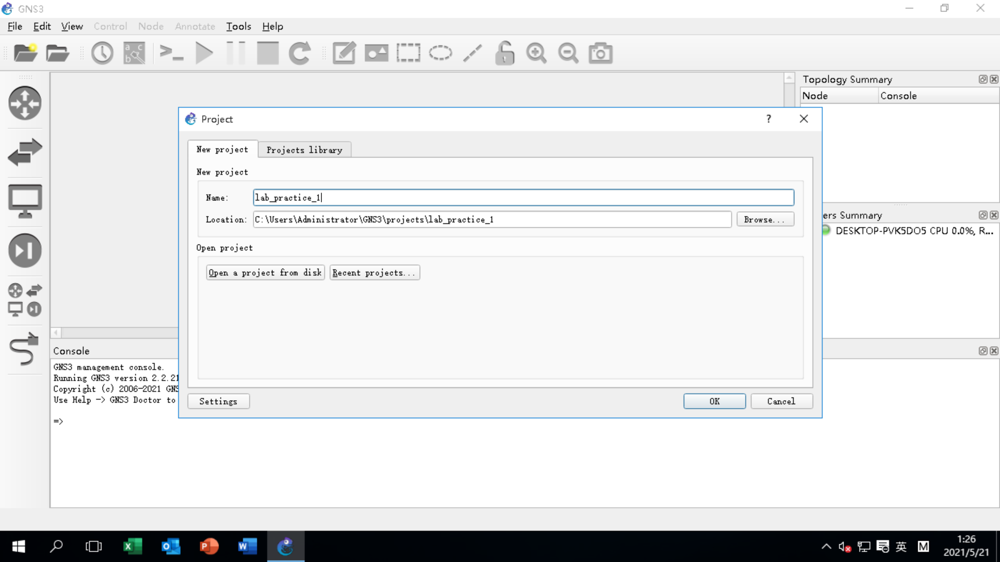 GNS3
File Edit View Control Node Annotate Tools Help
Topology Summary
Node Console
Project ?
New project Projects library
New project
Name: lab_practice_1
Location: C:\Users\Administrator\GNS3\projects\lab_practice_1 Browse...
Open project
Open a project from disk Recent projects...
Settings OK Cancel
ers Summary
DESKTOP-PVK5DO5 CPU 0.0%, R...
Console
GNS3 management console.
Running GNS3 version 2.2.21
Copyright (c) 2006-2021 GNS
Use Help -> GNS3 Doctor to
=>
英 M
1:26
2021/5/21